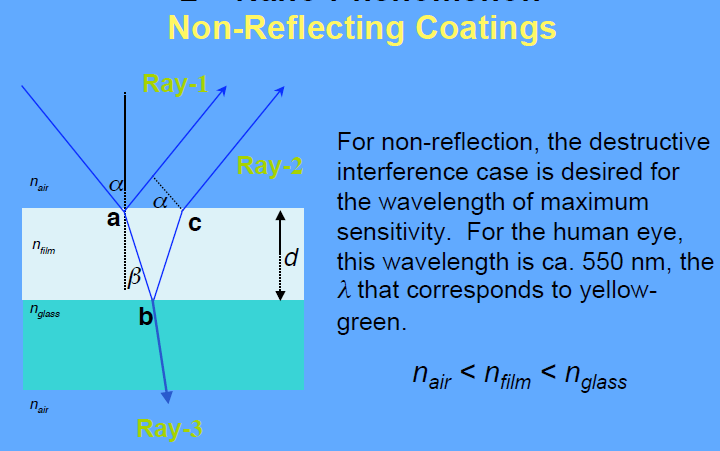 Non-Reflecting Coatings
Ray-1
Ray-2
n_air
α
α
a
c
n_film
d
β
n_glass
b
n_air
Ray-3
For non-reflection, the destructive
interference case is desired for
the wavelength of maximum
sensitivity. For the human eye,
this wavelength is ca. 550 nm, the
λ that corresponds to yellow-
green.
n_air < n_film < n_glass